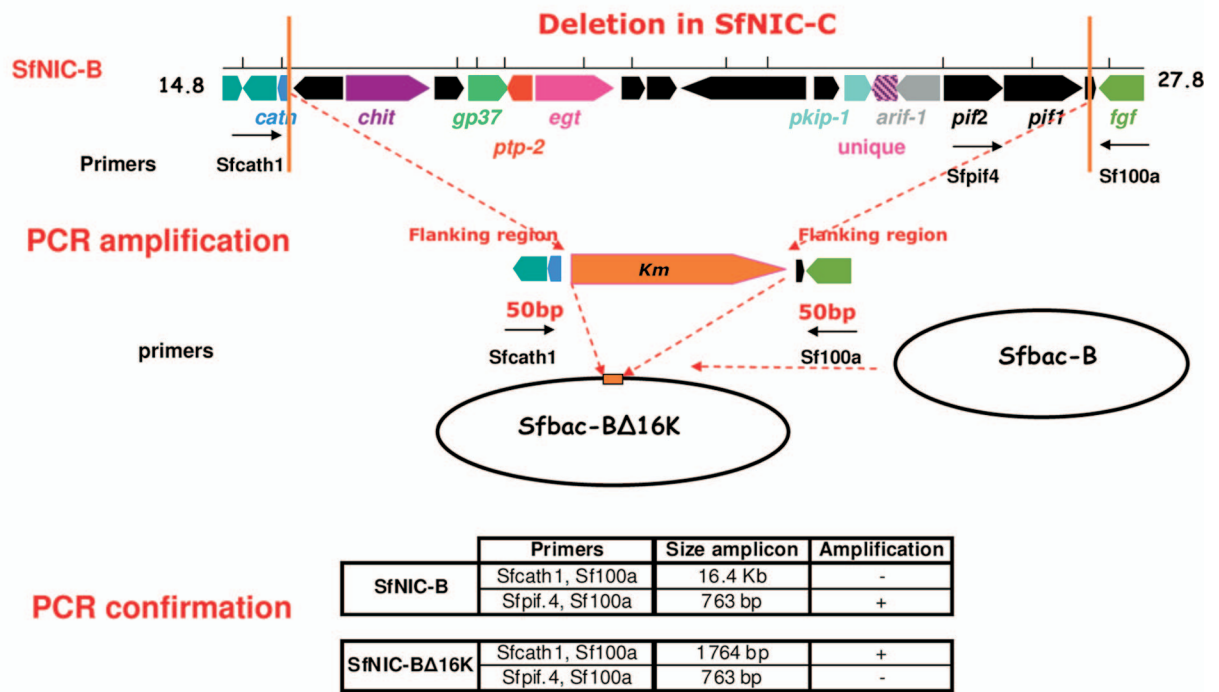 Deletion in SfNIC-C
SfNIC-B
14.8
27.8
cath chit gp37 egt pkip-1 arif-1 pif2 pif1 fgf
ptp-2 unique
Primers Sfcath1 Sfpif4 Sf100a
PCR amplification
Flanking region Flanking region
Km
50bp 50bp
primers
Sfcath1 Sf100a
Sfbac-B
Sfbac-BΔ16K
PCR confirmation
Primers Size amplicon Amplification
SfNIC-B
Sfcath1, Sf100a 16.4 Kb -
Sfpif.4, Sf100a 763 bp +
SfNIC-BΔ16K
Sfcath1, Sf100a 1764 bp +
Sfpif.4, Sf100a 763 bp -